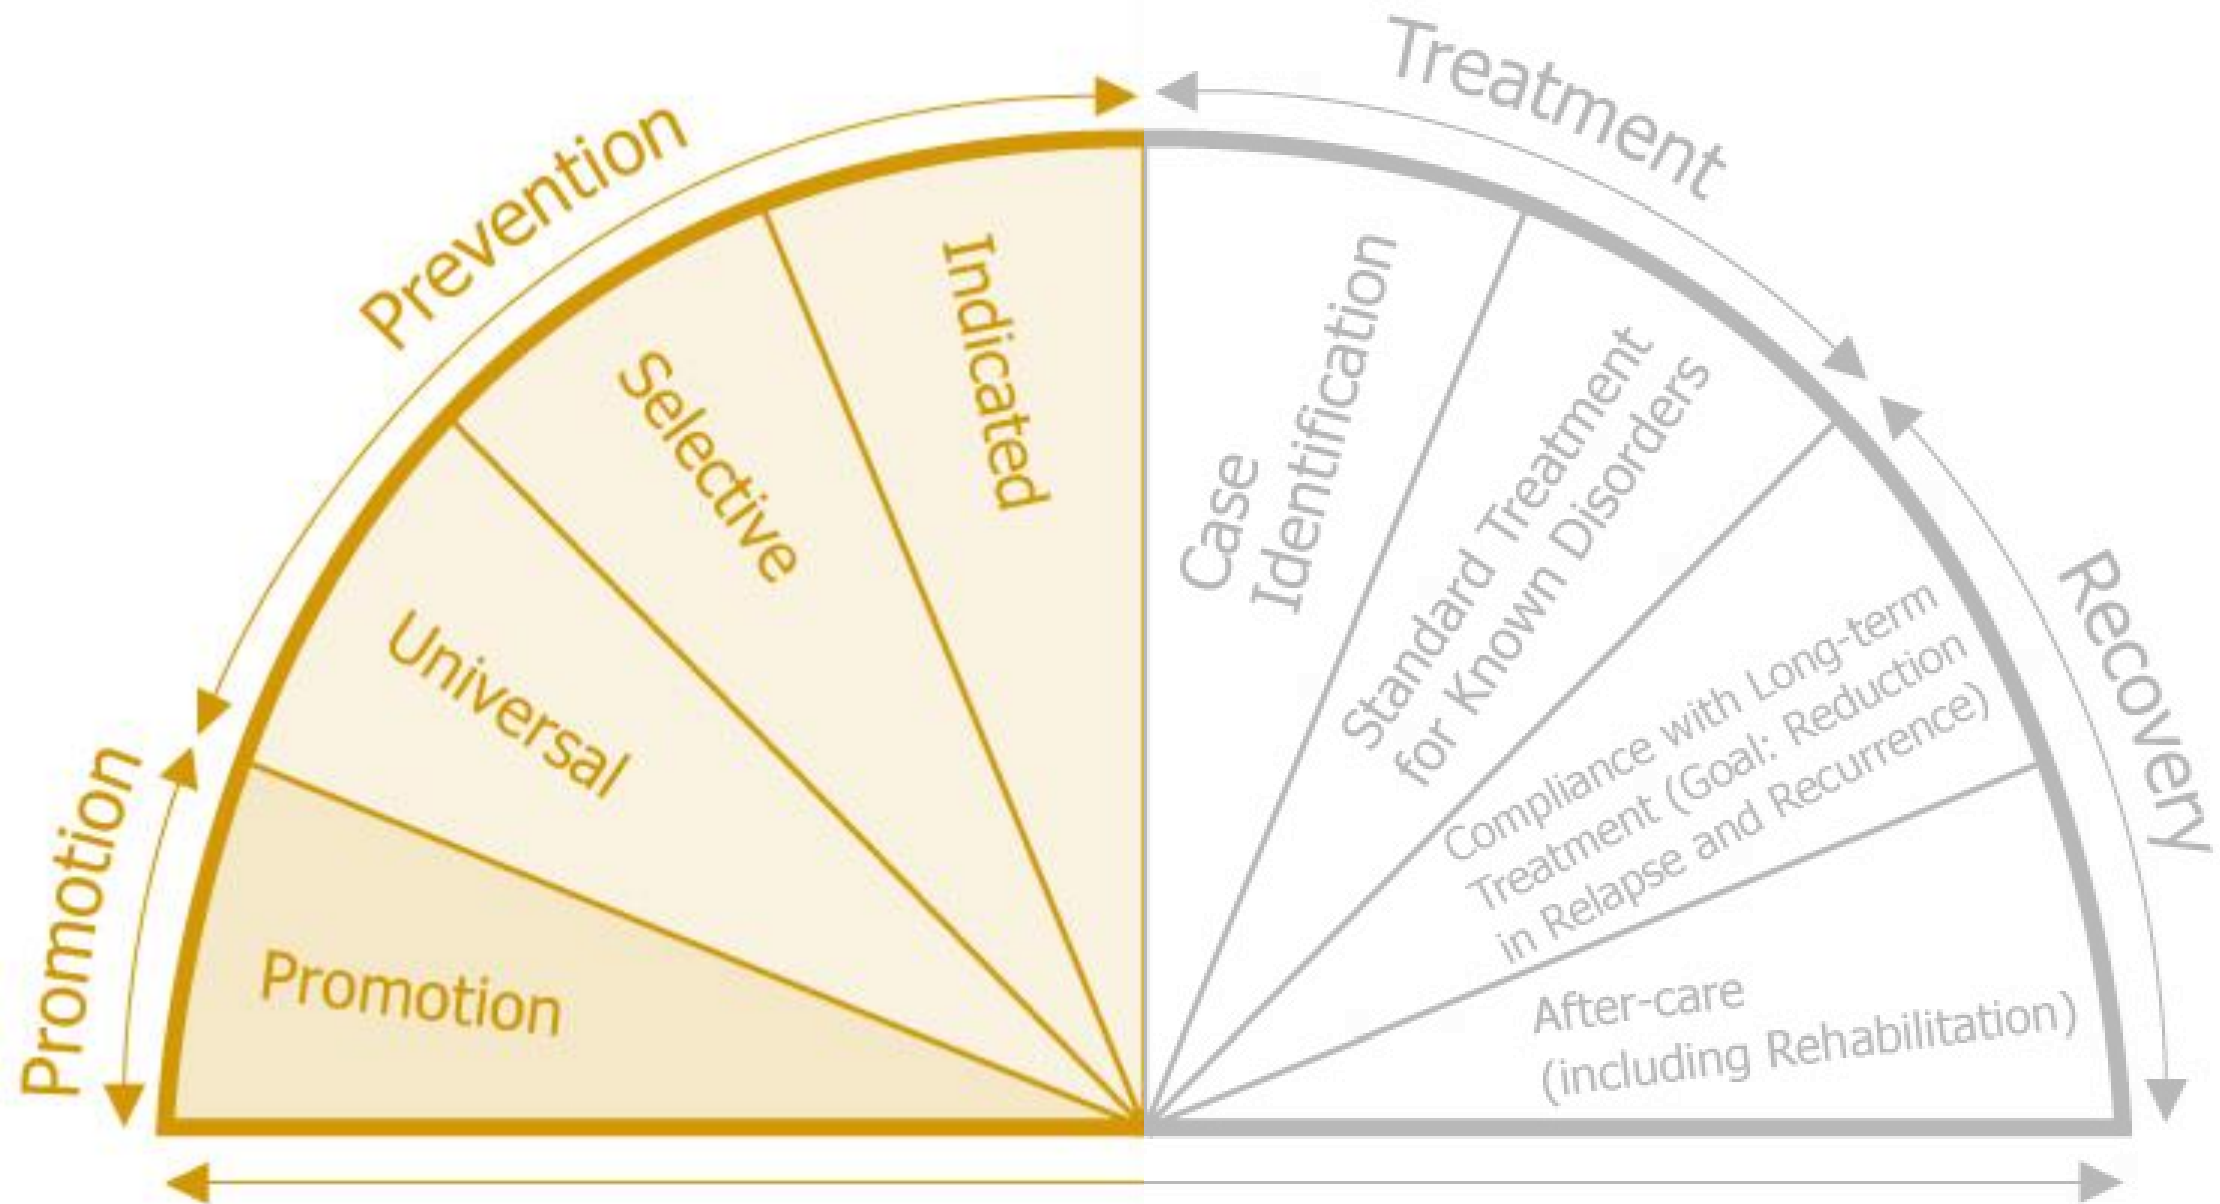 Promotion
Prevention
Treatment
Recovery
Promotion
Universal
Selective
Indicated
Case
Identification
Standard Treatment
for Known Disorders
Compliance with Long-term
Treatment (Goal: Reduction
in Relapse and Recurrence)
After-care
(including Rehabilitation)